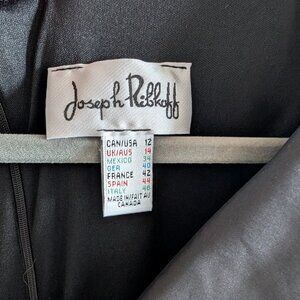 Joseph Ribkoff
CAN/USA 12
UK/RUS 14
MEXICO 34
GER 40
FRANCE 42
SPAIN 44
ITALY 46
MADE IN/FAIT AU
CANADA